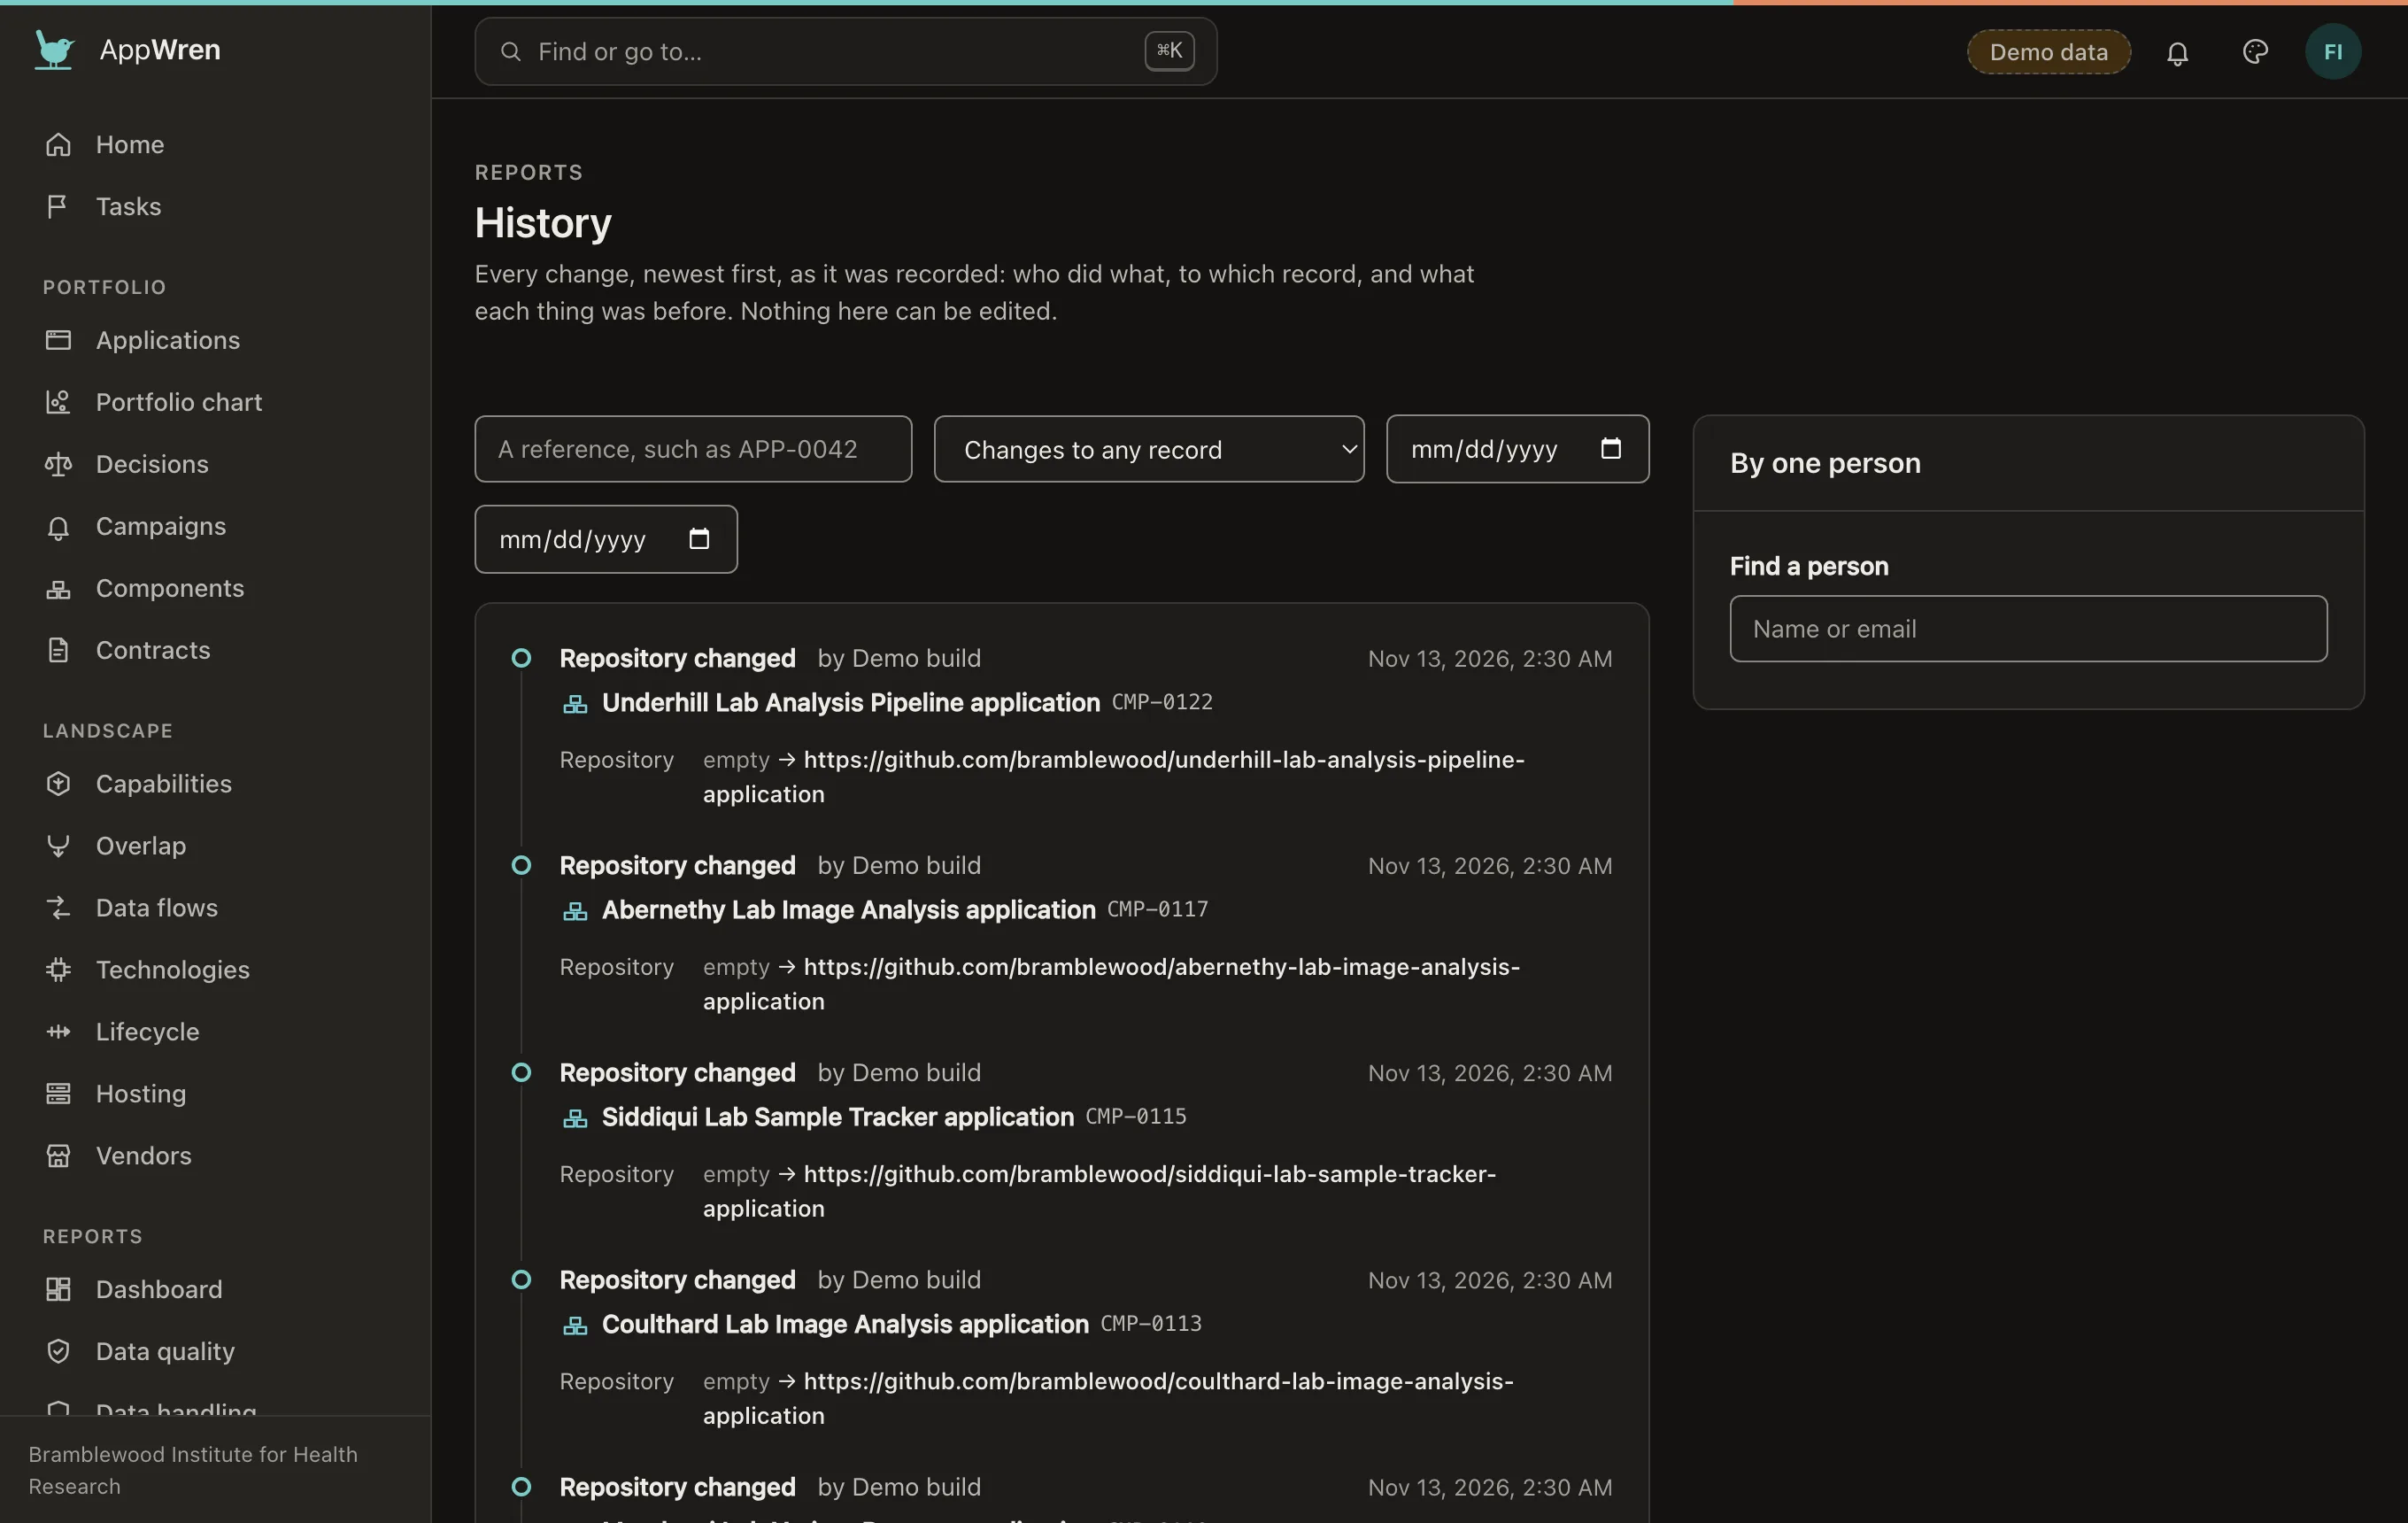 AppWren
Find or go to...
⌘K
Demo data
FI
Home
Tasks
PORTFOLIO
Applications
Portfolio chart
Decisions
Campaigns
Components
Contracts
LANDSCAPE
Capabilities
Overlap
Data flows
Technologies
Lifecycle
Hosting
Vendors
REPORTS
Dashboard
Data quality
Data handling
Bramblewood Institute for Health
Research
REPORTS
History
Every change, newest first, as it was recorded: who did what, to which record, and what
each thing was before. Nothing here can be edited.
A reference, such as APP-0042
Changes to any record
mm/dd/yyyy
mm/dd/yyyy
Repository changed by Demo build Nov 13, 2026, 2:30 AM
Underhill Lab Analysis Pipeline application CMP-0122
Repository empty → https://github.com/bramblewood/underhill-lab-analysis-pipeline-
application
Repository changed by Demo build Nov 13, 2026, 2:30 AM
Abernethy Lab Image Analysis application CMP-0117
Repository empty → https://github.com/bramblewood/abernethy-lab-image-analysis-
application
Repository changed by Demo build Nov 13, 2026, 2:30 AM
Siddiqui Lab Sample Tracker application CMP-0115
Repository empty → https://github.com/bramblewood/siddiqui-lab-sample-tracker-
application
Repository changed by Demo build Nov 13, 2026, 2:30 AM
Coulthard Lab Image Analysis application CMP-0113
Repository empty → https://github.com/bramblewood/coulthard-lab-image-analysis-
application
Repository changed by Demo build Nov 13, 2026, 2:30 AM
By one person
Find a person
Name or email